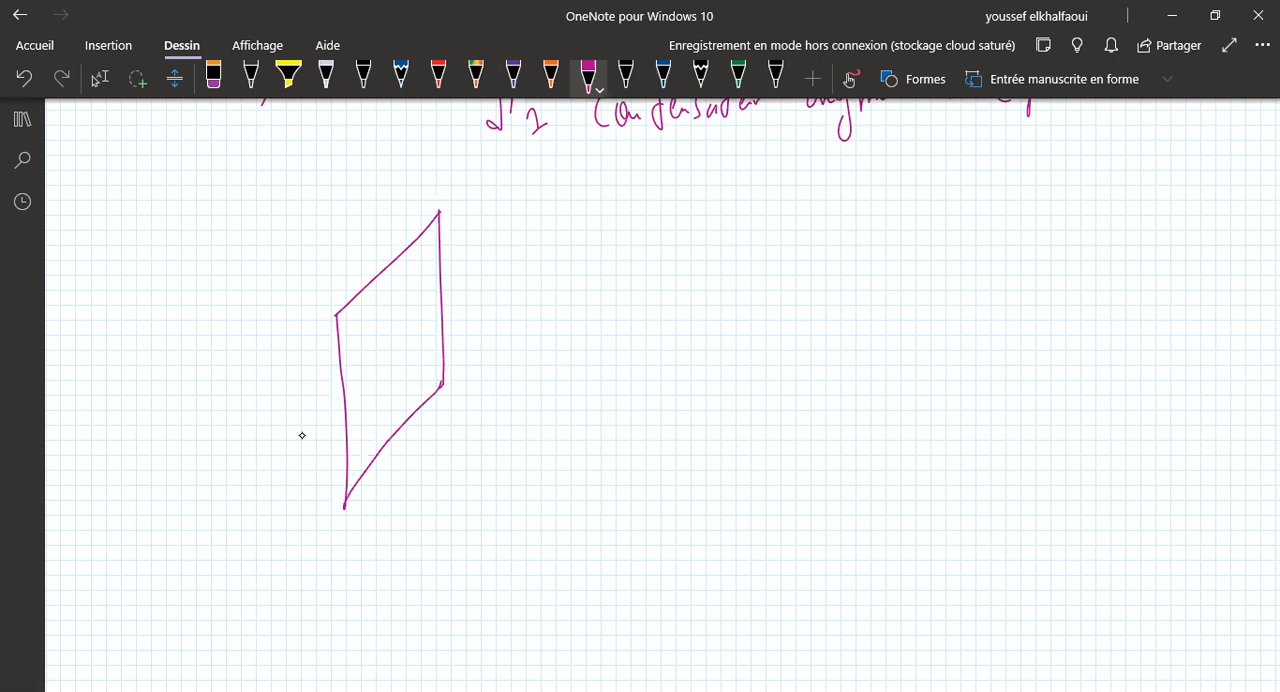 OneNote pour Windows 10
youssef elkhalfaoui
Accueil Insertion Dessin Affichage Aide
Enregistrement en mode hors connexion (stockage cloud saturé)
Partager
Formes
Entrée manuscrite en forme